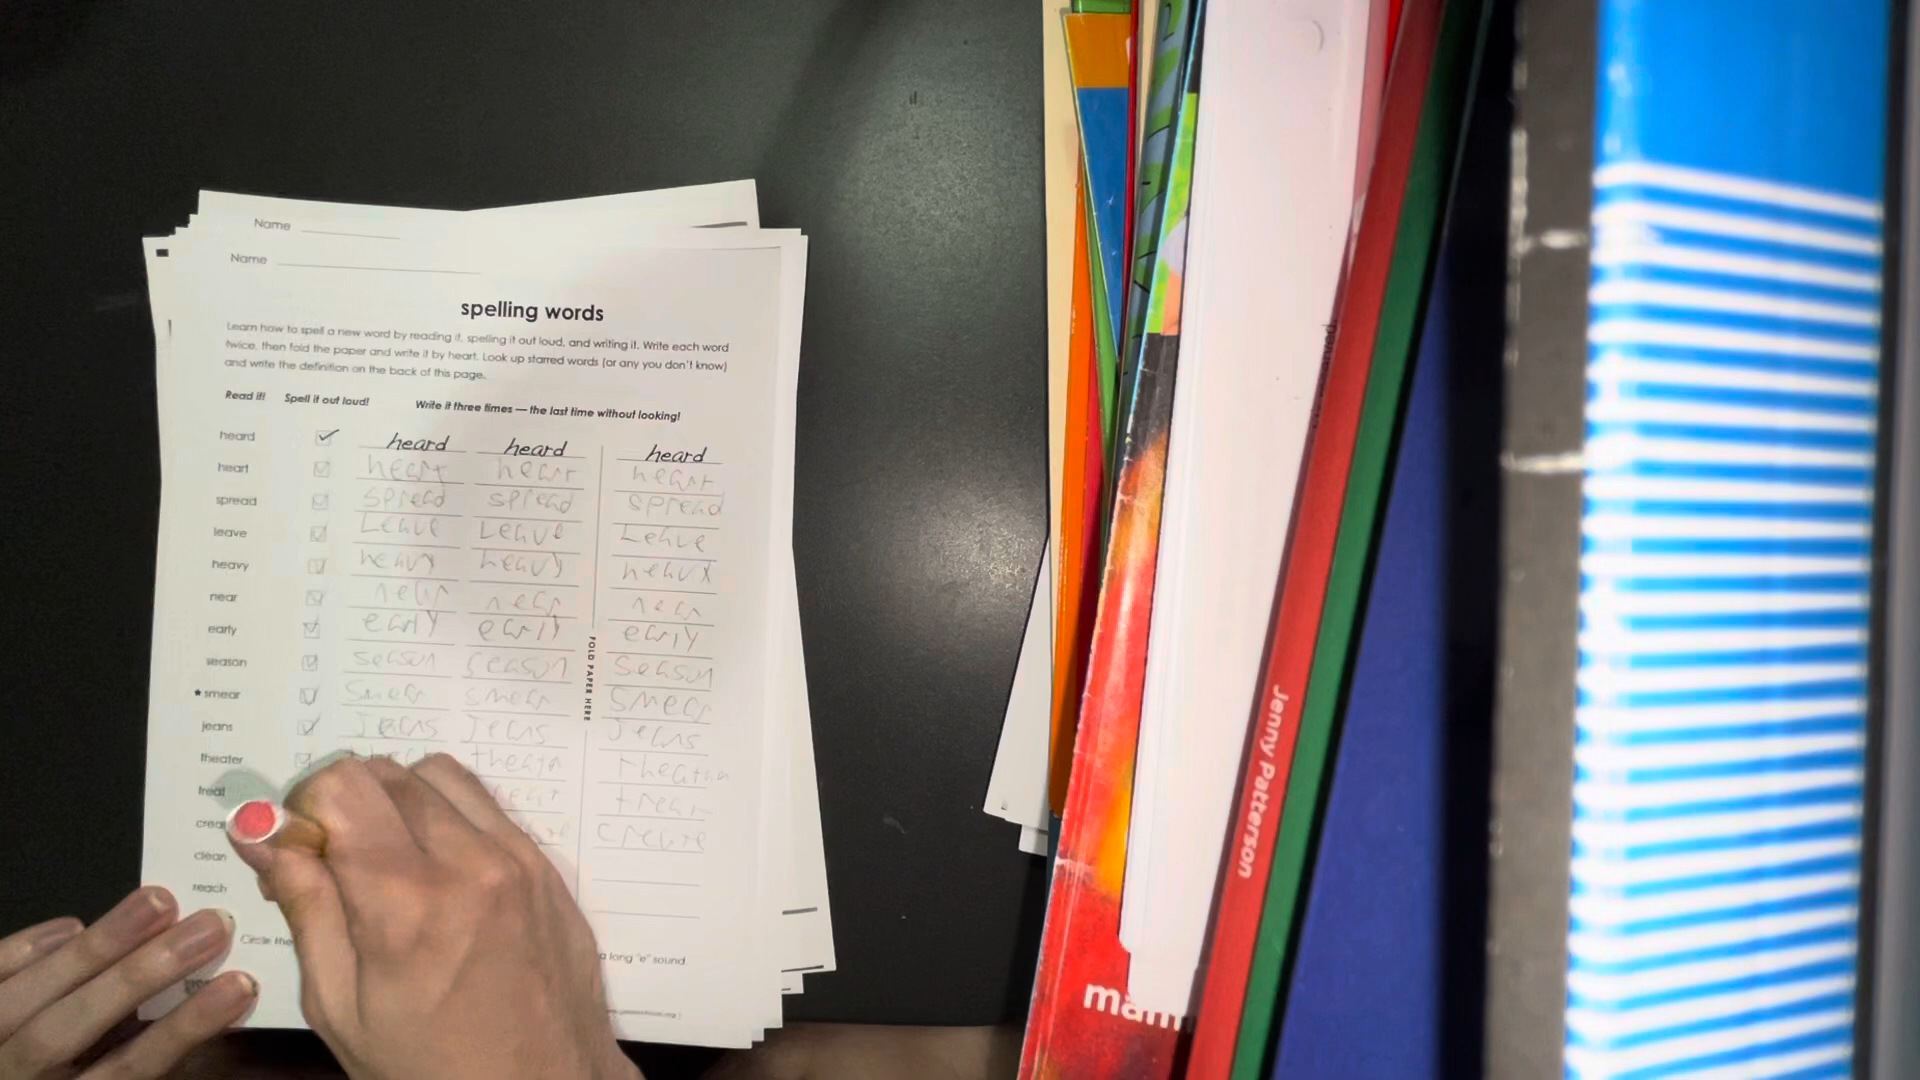 Name
Name
spelling words
Learn how to spell a new word by reading it, spelling it out loud, and writing it. Write each word
twice, then fold the paper and write it by heart. Look up starred words (or any you don't know)
and write the definition on the back of this page.
Read it! Spell it out loud! Write it three times — the last time without looking!
heard heard heard heard
heart heart heart heart
spread spread spread spread
leave Leave Leave Leave
heavy heavy heavy heavy
near near near near
early early early early
season season season season
* smear smear smear smear
jeans Jeans Jeans Jeans
theater
treat treat
create
clean
reach
FOLD PAPER HERE
Circle the
a long "e" sound
Jenny Patterson